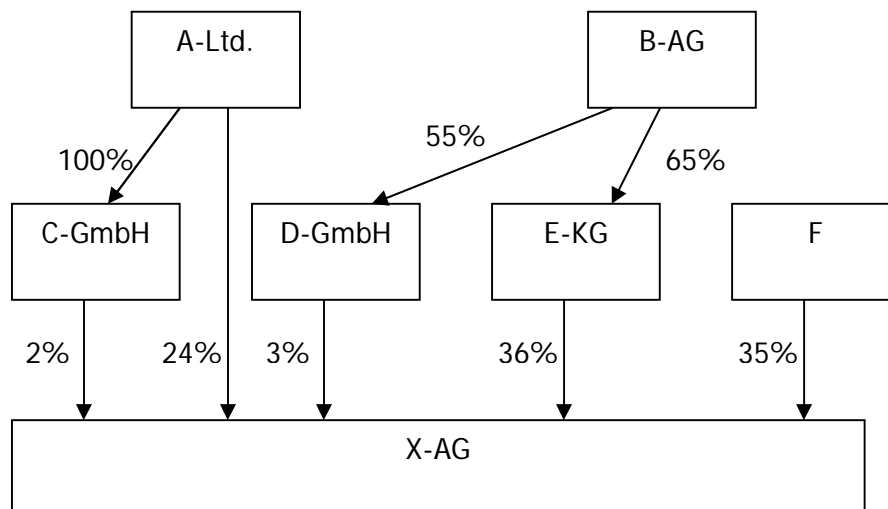 A-Ltd.
B-AG
55%
100%
65%
C-GmbH
D-GmbH
E-KG
F
2%
24%
3%
36%
35%
X-AG